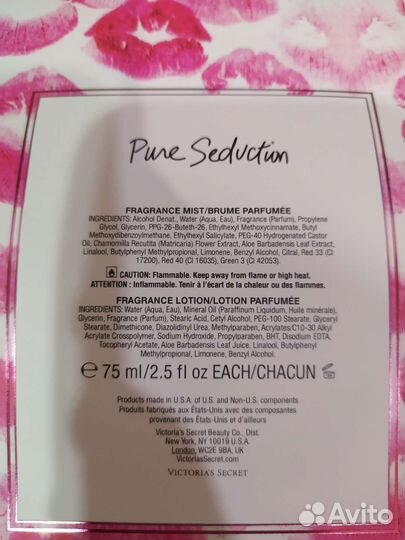 Pure Seduction
FRAGRANCE MIST/BRUME PARFUMÉE
INGREDIENTS: Alcohol Denat., Water (Aqua, Eau), Fragrance (Parfum), Propylene
Glycol, Glycerin, PPG-26-Buteth-26, Ethylhexyl Methoxycinnamate, Butyl
Methoxydibenzoylmethane, Ethylhexyl Salicylate, PEG-40 Hydrogenated Castor
Oil, Chamomilla Recutita (Matricaria) Flower Extract, Aloe Barbadensis Leaf Extract,
Linalool, Butylphenyl Methylpropional, Limonene, Benzyl Alcohol, Citral, Red 33 (CI
17200), Red 40 (CI 16035), Green 3 (CI 42053).
CAUTION: Flammable. Keep away from flame or high heat.
ATTENTION : Inflammable. Tenir à l'écart de la chaleur ou des flammes.
FRAGRANCE LOTION/LOTION PARFUMÉE
INGREDIENTS: Water (Aqua, Eau), Mineral Oil (Paraffinum Liquidum, Huile minérale),
Glycerin, Fragrance (Parfum), Stearic Acid, Cetyl Alcohol, PEG-100 Stearate, Glyceryl
Stearate, Dimethicone, Diazolidinyl Urea, Methylparaben, Acrylates/C10-30 Alkyl
Acrylate Crosspolymer, Sodium Hydroxide, Propylparaben, BHT, Disodium EDTA,
Tocopheryl Acetate, Aloe Barbadensis Leaf Juice, Linalool, Butylphenyl
Methylpropional, Limonene, Benzyl Alcohol.
℮ 75 ml/2.5 fl oz EACH/CHACUN
Products made in U.S.A. of U.S. and Non-U.S. components
Produits fabriqués aux États-Unis avec des composantes
provenant des États-Unis et d'ailleurs
Victoria's Secret Beauty Co., Dist.
New York, NY 10019 U.S.A.
London, WC2E 9BA, UK
VictoriasSecret.com
VICTORIA'S SECRET
Avito